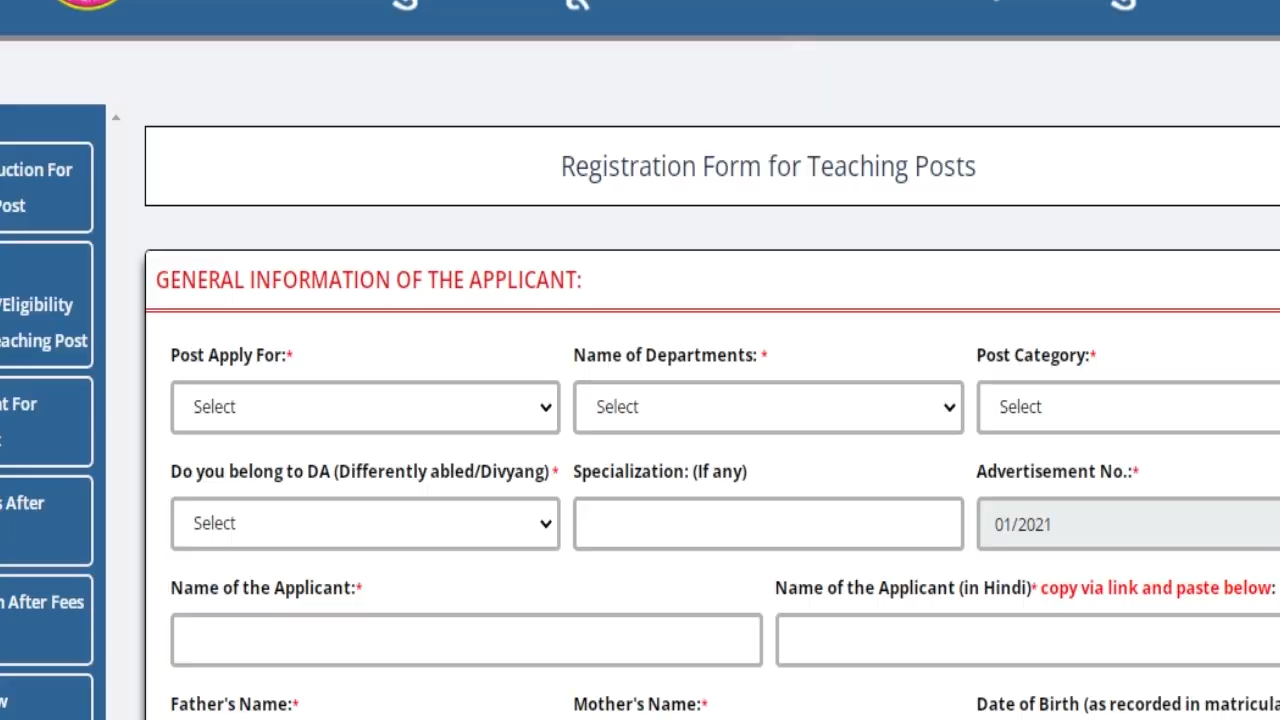 Registration Form for Teaching Posts
uction For
Post
/Eligibility
eaching Post
t For
s After
n After Fees
GENERAL INFORMATION OF THE APPLICANT:
Post Apply For:* Name of Departments: * Post Category:*
Select Select Select
Do you belong to DA (Differently abled/Divyang) * Specialization: (If any) Advertisement No.:*
Select 01/2021
Name of the Applicant:* Name of the Applicant (in Hindi)* copy via link and paste below:
Father's Name:* Mother's Name:* Date of Birth (as recorded in matricula